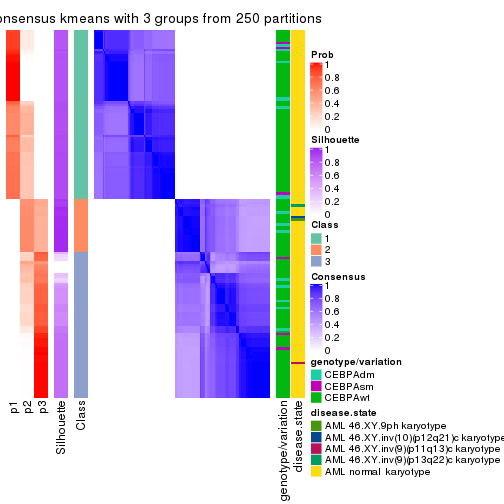 onsensus kmeans with 3 groups from 250 partitions
Prob
1
0.8
0.6
0.4
0.2
0
Silhouette
1
0.8
0.6
0.4
0.2
0
Class
1
2
3
Consensus
1
0.8
0.6
0.4
0.2
0
genotype/variation
CEBPAdm
CEBPAsm
CEBPAwt
disease.state
AML 46.XY.9ph karyotype
AML 46.XY.inv(10)(p12q21)c karyotype
AML 46.XY.inv(9)(p11q13)c karyotype
AML 46.XY.inv(9)(p13q22)c karyotype
AML normal karyotype
p1
p2
p3
Silhouette
Class
genotype/variation
disease.state